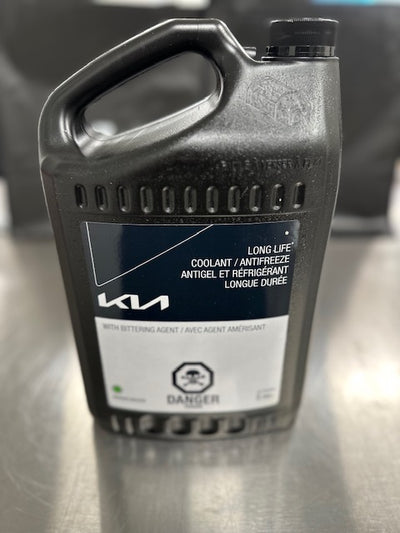 LONG LIFE
COOLANT / ANTIFREEZE
ANTIGEL ET RÉFRIGÉRANT
LONGUE DURÉE
KIA
WITH BITTERING AGENT / AVEC AGENT AMÉRISANT
DANGER